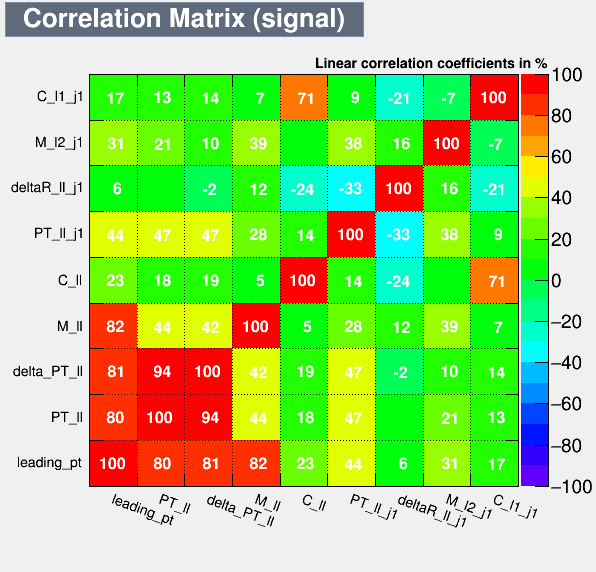 Correlation Matrix (signal)
Linear correlation coefficients in %
C_l1_j1 17 13 14 7 71 9 -21 -7 100
M_l2_j1 31 21 10 39 38 16 100 -7
deltaR_ll_j1 6 -2 12 -24 -33 100 16 -21
PT_ll_j1 44 47 47 28 14 100 -33 38 9
C_ll 23 18 19 5 100 14 -24 71
M_ll 82 44 42 100 5 28 12 39 7
delta_PT_ll 81 94 100 42 19 47 -2 10 14
PT_ll 80 100 94 44 18 47 21 13
leading_pt 100 80 81 82 23 44 6 31 17
leading_pt PT_ll delta_PT_ll M_ll C_ll PT_ll_j1 deltaR_ll_j1 M_l2_j1 C_l1_j1
100
80
60
40
20
0
−20
−40
−60
−80
−100